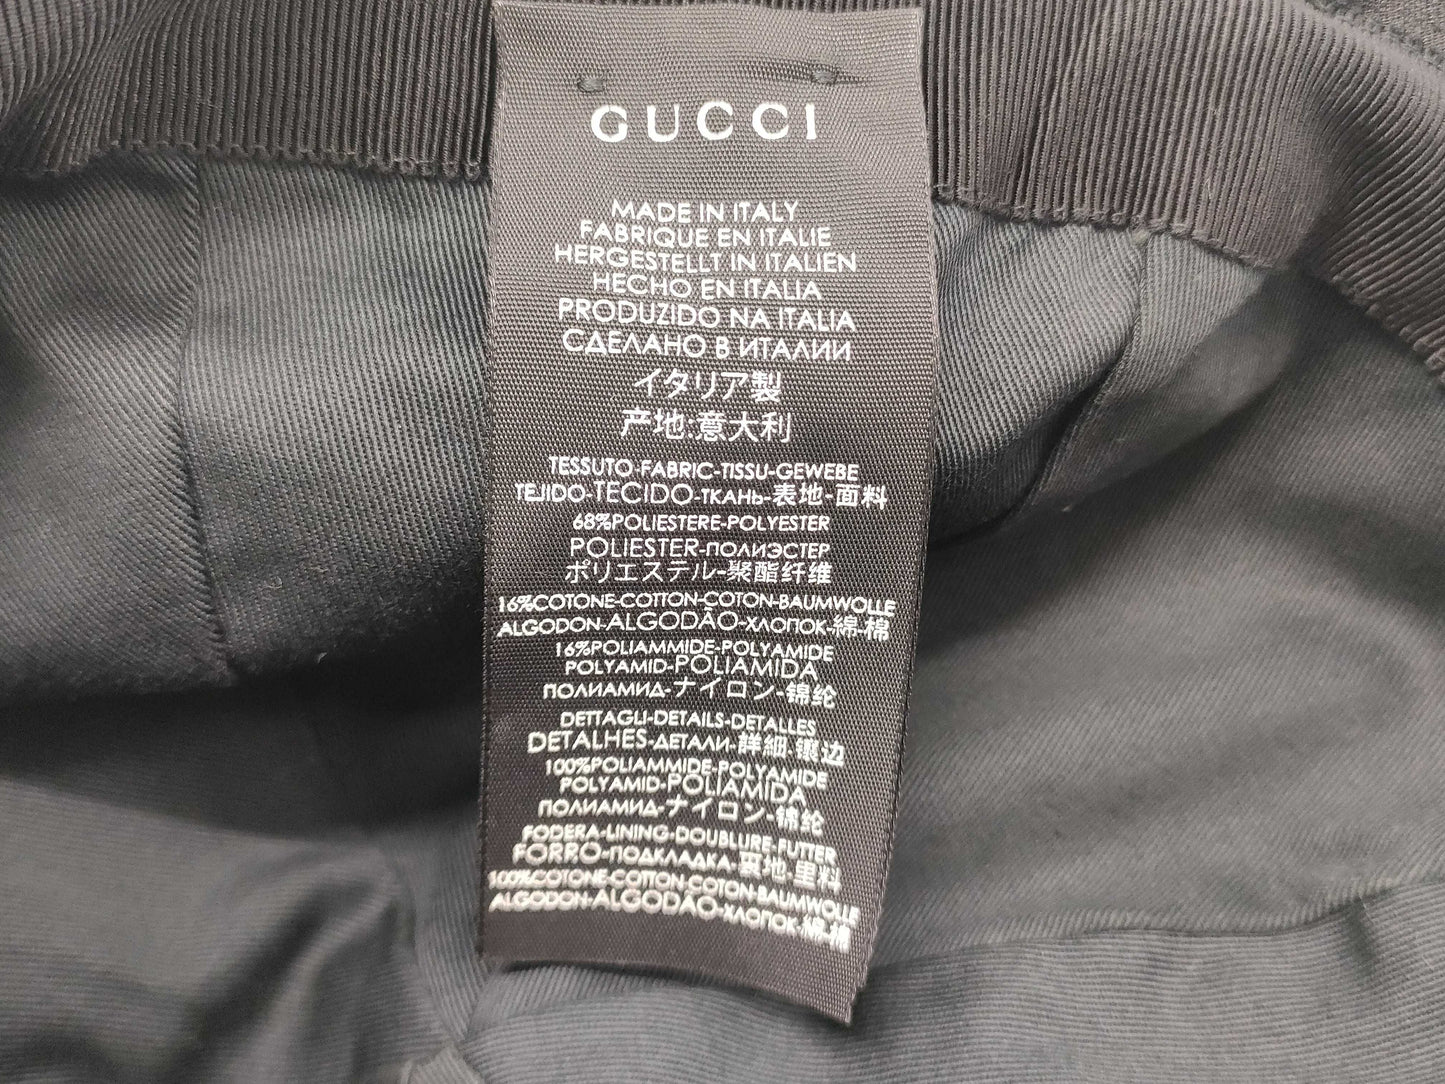 GUCCI
MADE IN ITALY
FABRIQUE EN ITALIE
HERGESTELLT IN ITALIEN
HECHO EN ITALIA
PRODUZIDO NA ITALIA
СДЕЛАНО В ИТАЛИИ
イタリア製
产地:意大利
TESSUTO-FABRIC-TISSU-GEWEBE
TEJIDO-TECIDO-ТКАНЬ-表地-面料
68%POLIESTERE-POLYESTER
POLIESTER-ПОЛИЭСТЕР
ポリエステル-聚酯纤维
16%COTONE-COTTON-COTON-BAUMWOLLE
ALGODON-ALGODÃO-ХЛОПОК-綿-棉
16%POLIAMMIDE-POLYAMIDE
POLYAMID-POLIAMIDA
ПОЛИАМИД-ナイロン-锦纶
DETTAGLI-DETAILS-DETALLES
DETALHES-ДЕТАЛИ-詳細-镶边
100%POLIAMMIDE-POLYAMIDE
POLYAMID-POLIAMIDA
ПОЛИАМИД-ナイロン-锦纶
FODERA-LINING-DOUBLURE-FUTTER
FORRO-ПОДКЛАДКА-裏地-里料
100%COTONE-COTTON-COTON-BAUMWOLLE
ALGODON-ALGODÃO-ХЛОПОК-綿-棉